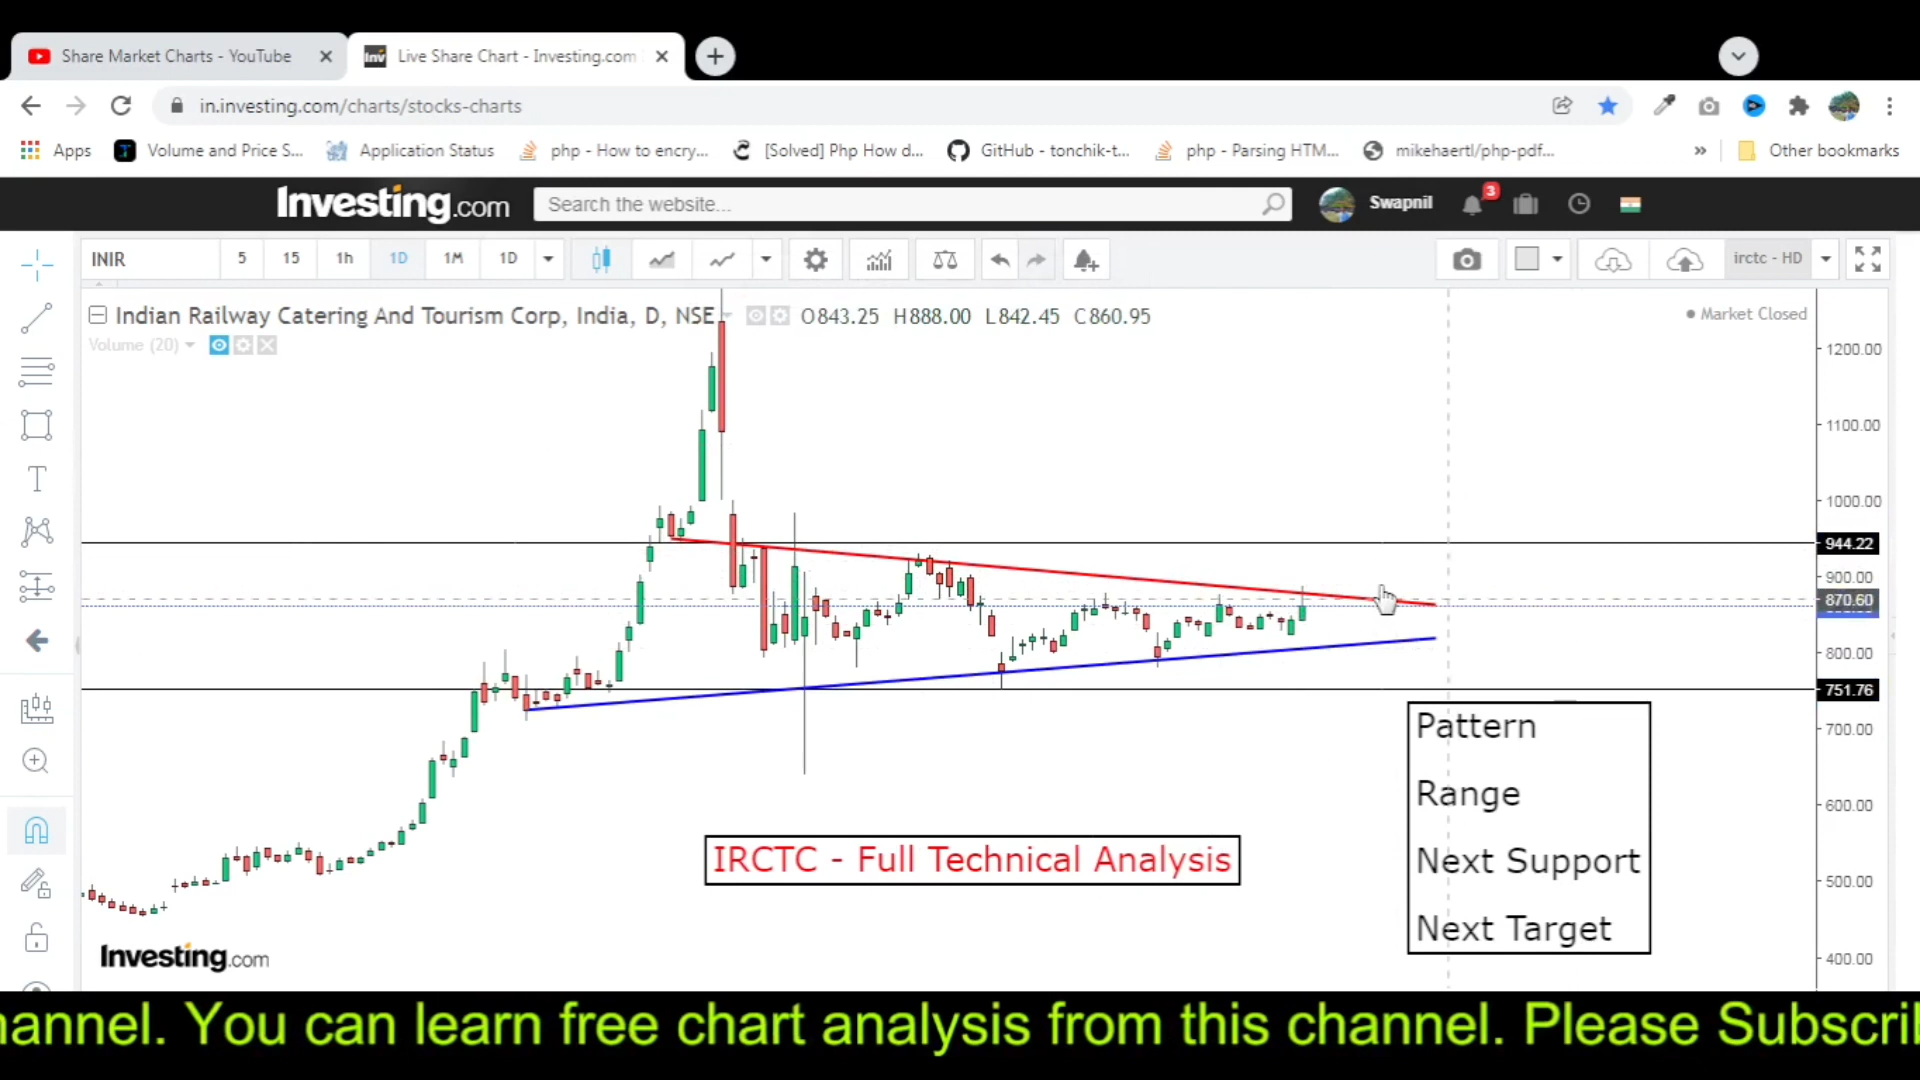 Share Market Charts - YouTube
Live Share Chart - Investing.com
in.investing.com/charts/stocks-charts
Apps Volume and Price S... Application Status php - How to encry... [Solved] Php How d... GitHub - tonchik-t... php - Parsing HTM... mikehaertl/php-pdf... » Other bookmarks
Investing.com Search the website... Swapnil 3
INIR 5 15 1h 1D 1M 1D irctc - HD
Indian Railway Catering And Tourism Corp, India, D, NSE O843.25 H888.00 L842.45 C860.95 Market Closed
Volume (20)
1200.00
1100.00
1000.00
944.22
900.00
870.60
800.00
751.76
700.00
600.00
500.00
400.00
Pattern
Range
Next Support
Next Target
IRCTC - Full Technical Analysis
Investing.com
hannel. You can learn free chart analysis from this channel. Please Subscri